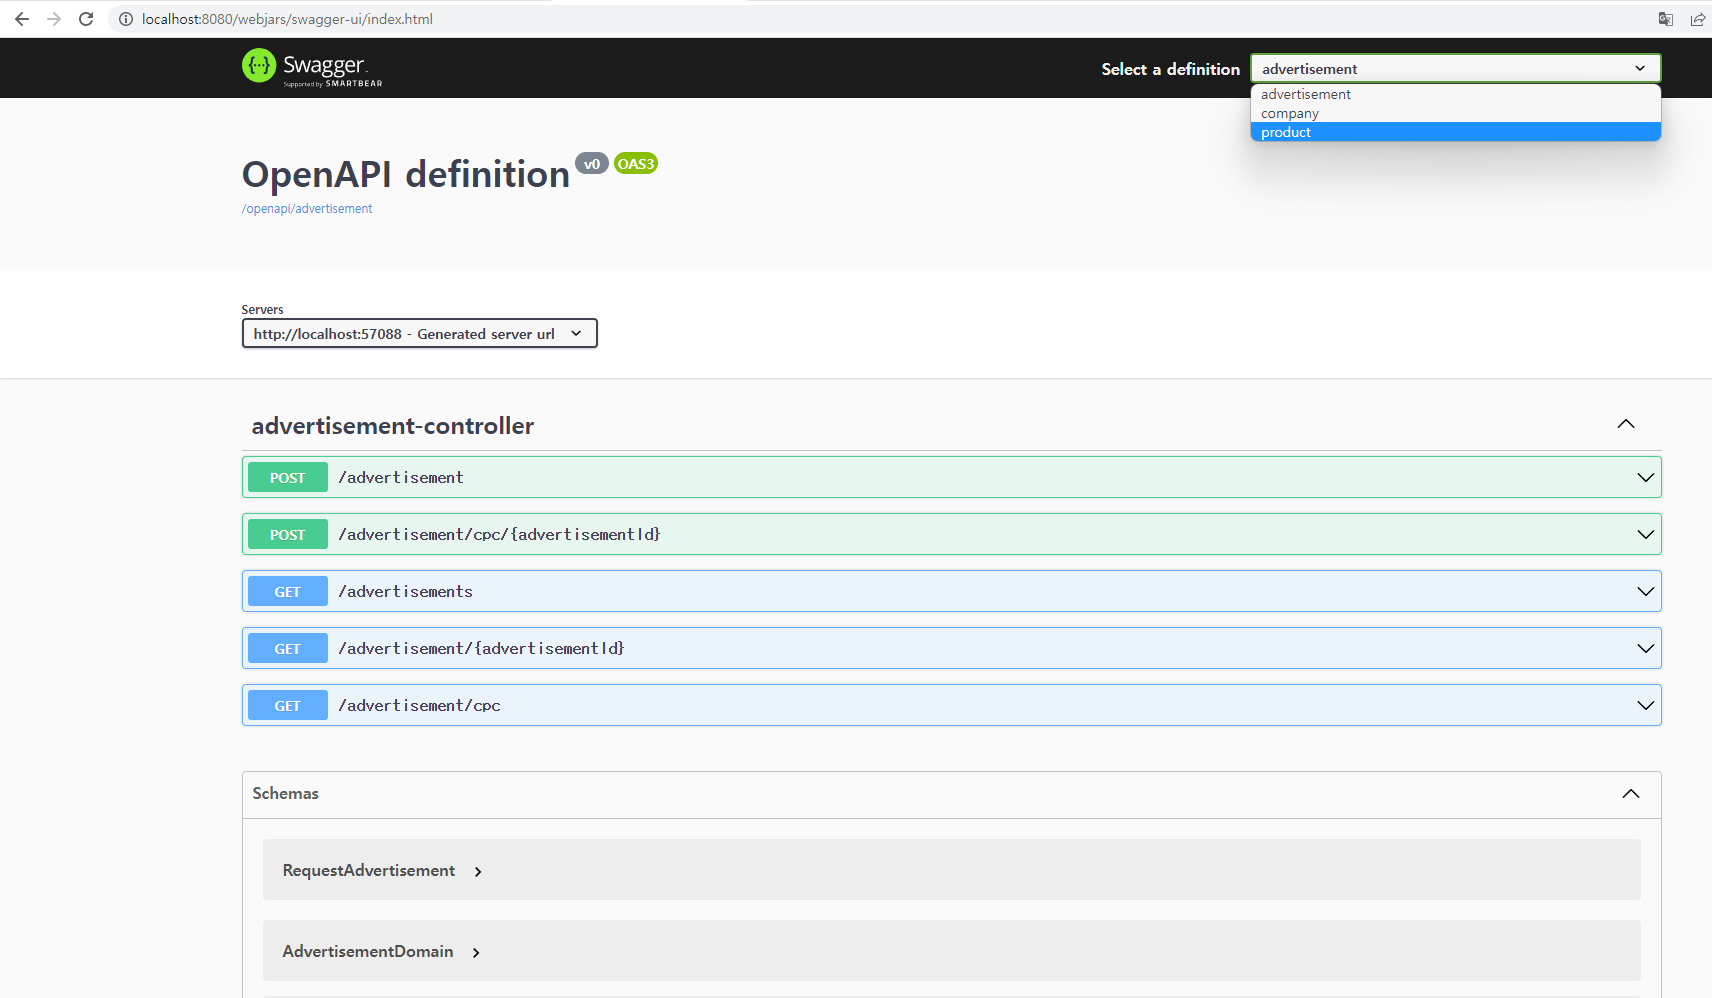 localhost:8080/webjars/swagger-ui/index.html
Swagger.
Supported by SMARTBEAR
Select a definition
advertisement
advertisement
company
product
OpenAPI definition v0 OAS3
/openapi/advertisement
Servers
http://localhost:57088 - Generated server url
advertisement-controller
POST /advertisement
POST /advertisement/cpc/{advertisementId}
GET /advertisements
GET /advertisement/{advertisementId}
GET /advertisement/cpc
Schemas
RequestAdvertisement
AdvertisementDomain